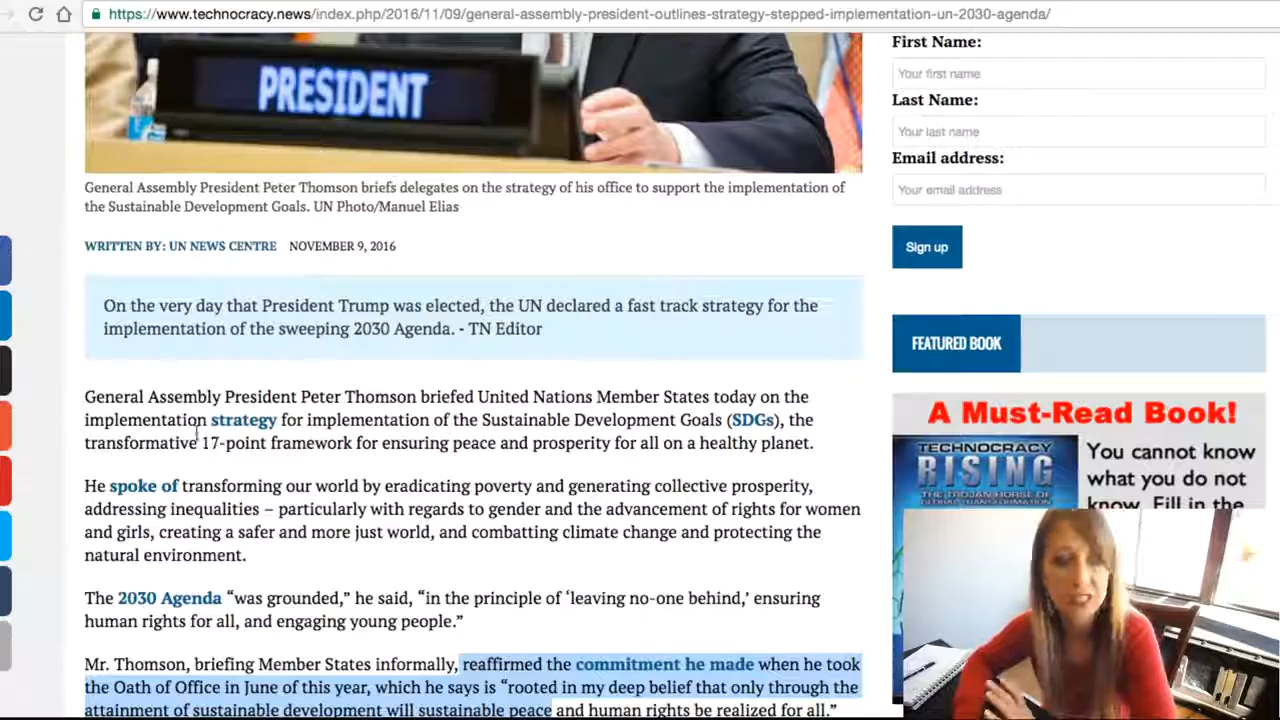 https://www.technocracy.news/index.php/2016/11/09/general-assembly-president-outlines-strategy-stepped-implementation-un-2030-agenda/
PRESIDENT
General Assembly President Peter Thomson briefs delegates on the strategy of his office to support the implementation of
the Sustainable Development Goals. UN Photo/Manuel Elias
WRITTEN BY: UN NEWS CENTRE NOVEMBER 9, 2016
On the very day that President Trump was elected, the UN declared a fast track strategy for the
implementation of the sweeping 2030 Agenda. - TN Editor
General Assembly President Peter Thomson briefed United Nations Member States today on the
implementation strategy for implementation of the Sustainable Development Goals (SDGs), the
transformative 17-point framework for ensuring peace and prosperity for all on a healthy planet.
He spoke of transforming our world by eradicating poverty and generating collective prosperity,
addressing inequalities – particularly with regards to gender and the advancement of rights for women
and girls, creating a safer and more just world, and combatting climate change and protecting the
natural environment.
The 2030 Agenda “was grounded,” he said, “in the principle of ‘leaving no-one behind,’ ensuring
human rights for all, and engaging young people.”
Mr. Thomson, briefing Member States informally, reaffirmed the commitment he made when he took
the Oath of Office in June of this year, which he says is “rooted in my deep belief that only through the
attainment of sustainable development will sustainable peace and human rights be realized for all.”
First Name:
Your first name
Last Name:
Your last name
Email address:
Your email address
Sign up
FEATURED BOOK
A Must-Read Book!
TECHNOCRACY
RISING
THE TROJAN HORSE OF
GLOBAL TRANSFORMATION
You cannot know
what you do not
know. Fill in the